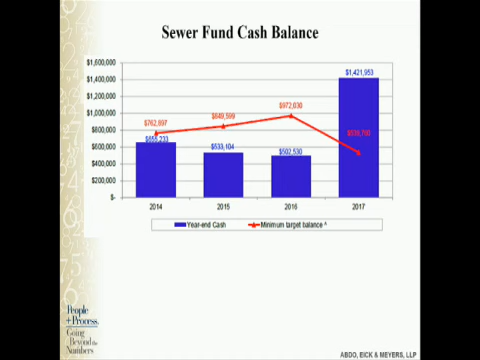 Sewer Fund Cash Balance
$1,600,000
$1,400,000
$1,200,000
$1,000,000
$800,000
$600,000
$400,000
$200,000
$-
$762,897
$849,599
$972,030
$1,421,953
$533,104
$502,530
2014
2015
2016
2017
Year-end Cash
Minimum target balance ^
People
+Process.
Going
Beyond the
Numbers
ABDO, EICK & MEYERS, LLP